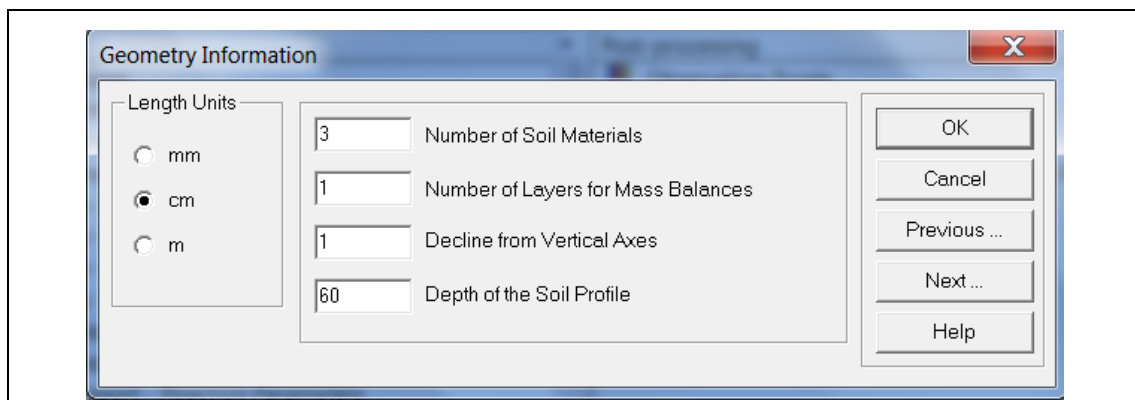 Geometry Information
Length Units
mm
cm
m
3 Number of Soil Materials
1 Number of Layers for Mass Balances
1 Decline from Vertical Axes
60 Depth of the Soil Profile
OK
Cancel
Previous ...
Next ...
Help